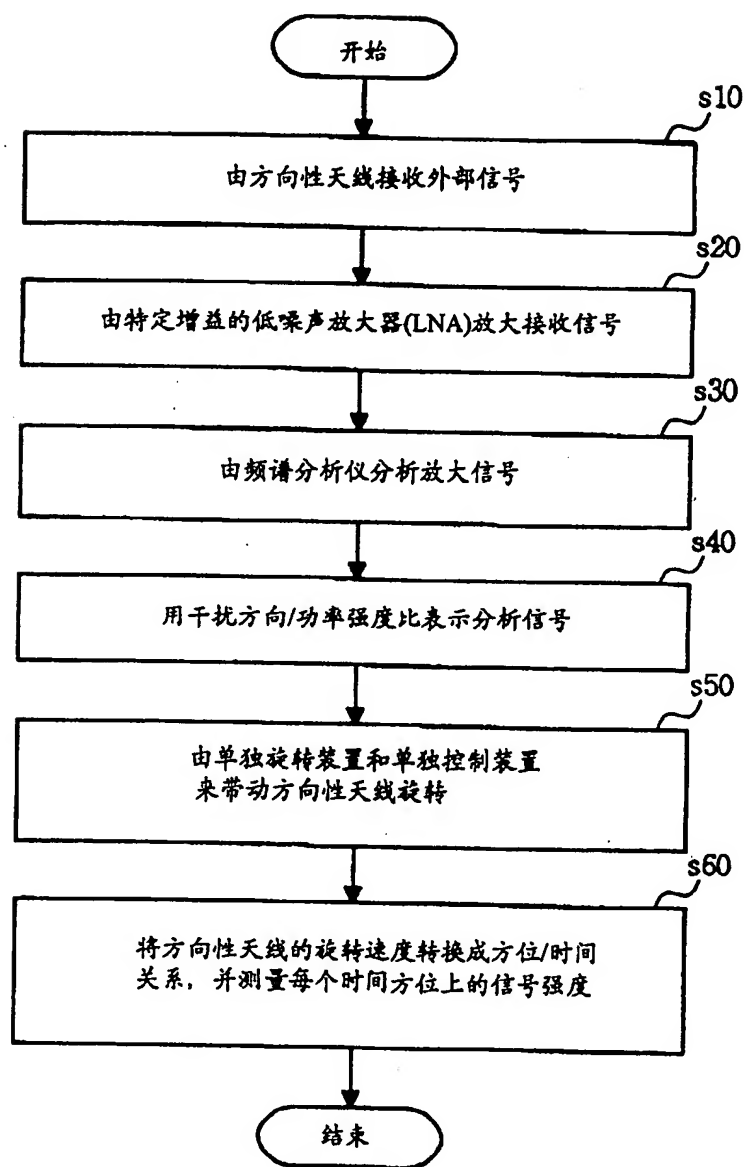 开始
s10
由方向性天线接收外部信号
s20
由特定增益的低噪声放大器(LNA)放大接收信号
s30
由频谱分析仪分析放大信号
s40
用干扰方向/功率强度比表示分析信号
s50
由单独旋转装置和单独控制装置
来带动方向性天线旋转
s60
将方向性天线的旋转速度转换成方位/时间
关系，并测量每个时间方位上的信号强度
结束